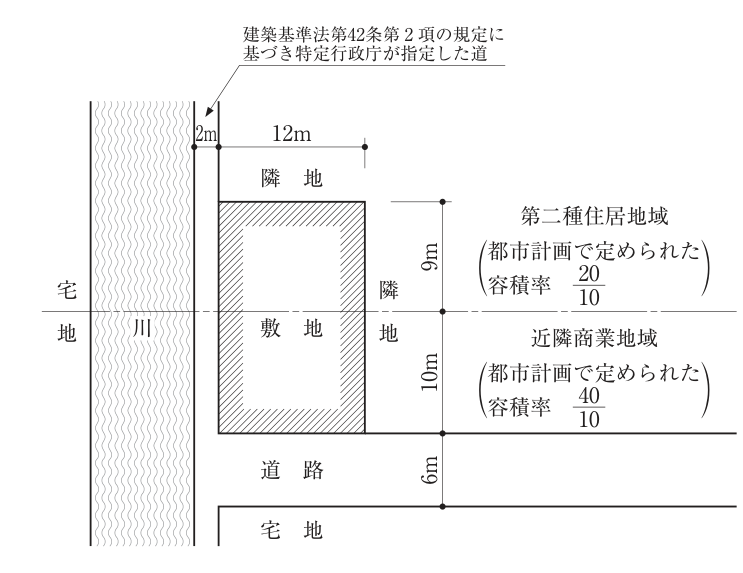 建築基準法第42条第2項の規定に
基づき特定行政庁が指定した道
2m
12m
隣地
9m
第二種住居地域
(都市計画で定められた
容積率 20/10)
宅地
川
敷地
隣地
10m
近隣商業地域
(都市計画で定められた
容積率 40/10)
道路
6m
宅地